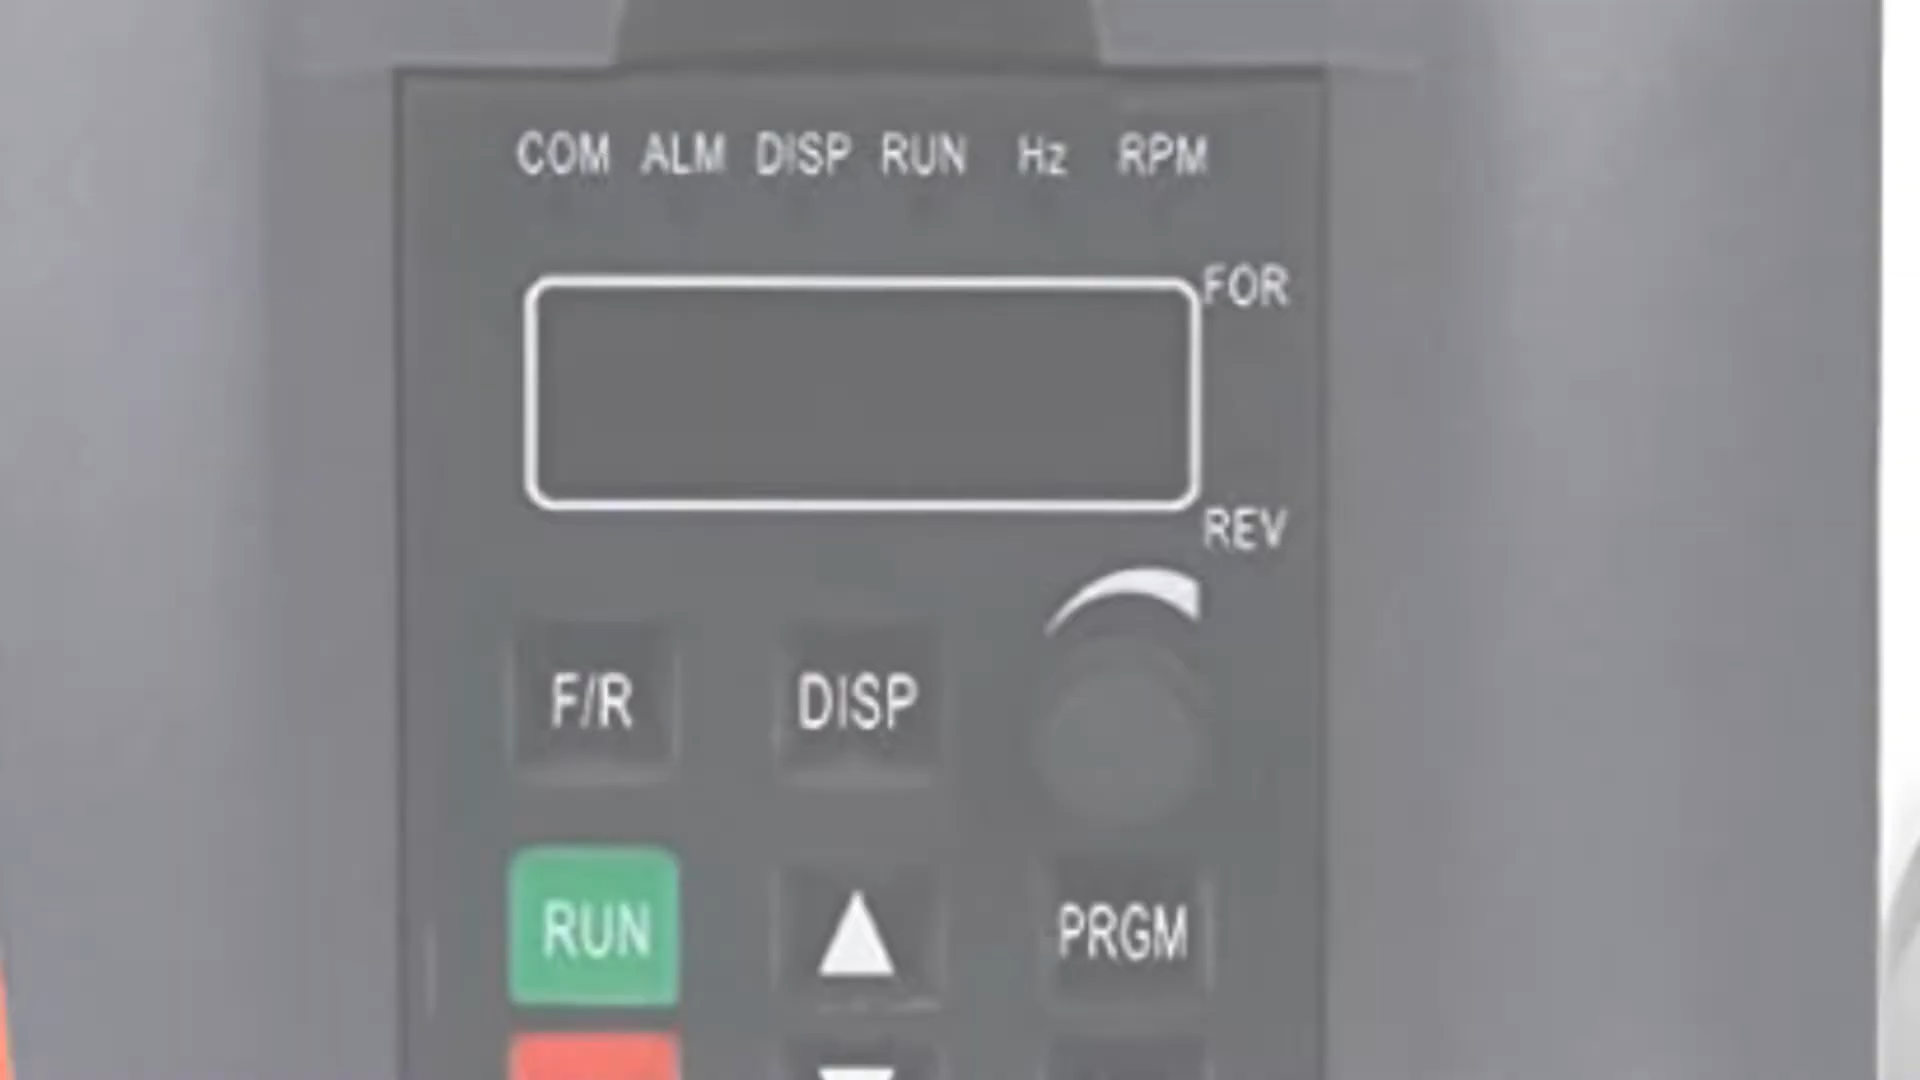 COM ALM DISP RUN Hz RPM
FOR
REV
F/R DISP
RUN PRGM